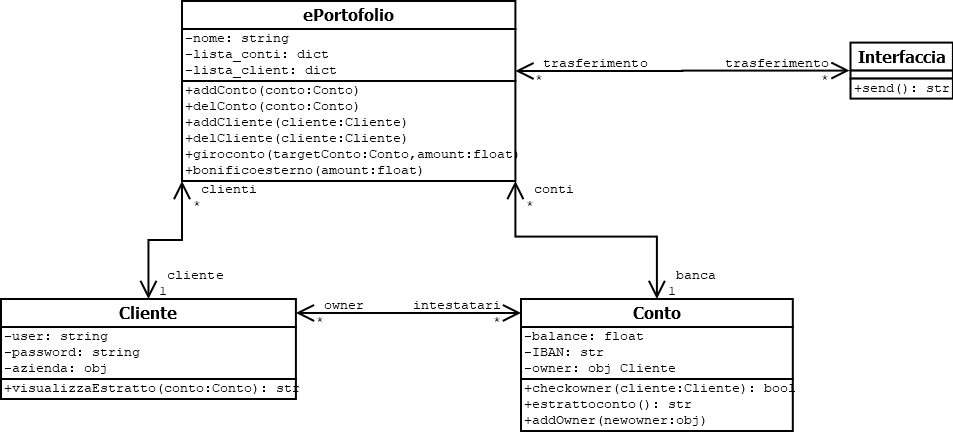 ePortofolio
-nome: string
-lista_conti: dict
-lista_client: dict
+addConto(conto:Conto)
+delConto(conto:Conto)
+addCliente(cliente:Cliente)
+delCliente(cliente:Cliente)
+giroconto(targetConto:Conto,amount:float)
+bonificoesterno(amount:float)
trasferimento
*
trasferimento
*
Interfaccia
+send(): str
clienti
*
conti
*
cliente
1
banca
1
owner
*
intestatari
*
Cliente
-user: string
-password: string
-azienda: obj
+visualizzaEstratto(conto:Conto): str
Conto
-balance: float
-IBAN: str
-owner: obj Cliente
+checkowner(cliente:Cliente): bool
+estrattoconto(): str
+addOwner(newowner:obj)